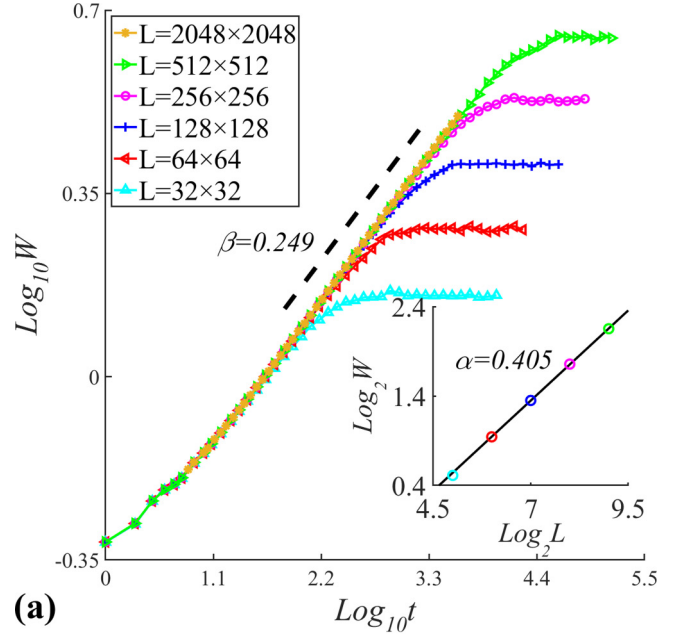 0.7
L=2048×2048
L=512×512
L=256×256
L=128×128
L=64×64
L=32×32
0.35
β=0.249
Log10W
0
2.4
α=0.405
Log2W
1.4
0.4
4.5 7 9.5
Log2L
-0.35
0 1.1 2.2 3.3 4.4 5.5
(a) Log10t